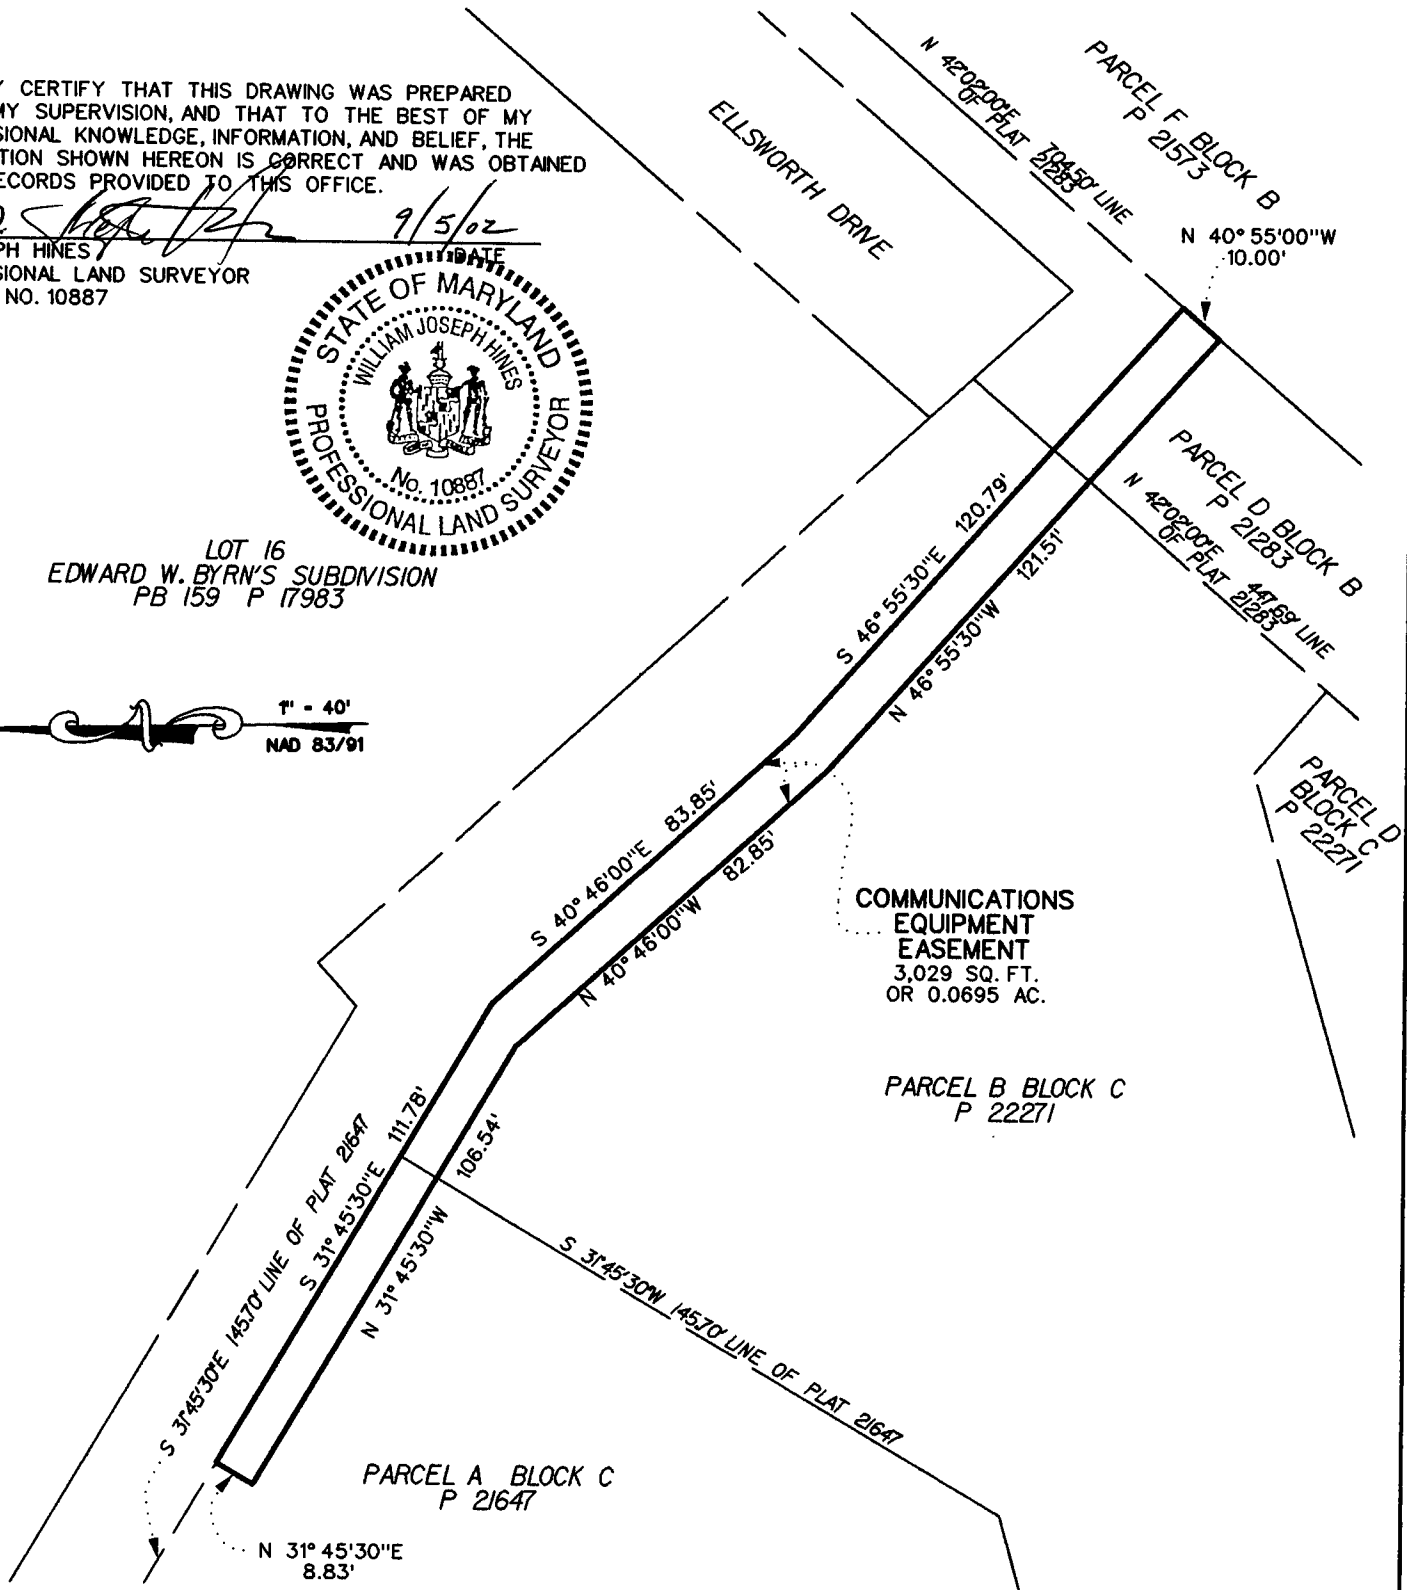 Y CERTIFY THAT THIS DRAWING WAS PREPARED
MY SUPERVISION, AND THAT TO THE BEST OF MY
SIONAL KNOWLEDGE, INFORMATION, AND BELIEF, THE
TION SHOWN HEREON IS CORRECT AND WAS OBTAINED
ECORDS PROVIDED TO THIS OFFICE.
9/5/02
PH HINES
DATE
SIONAL LAND SURVEYOR
NO. 10887
STATE OF MARYLAND
WILLIAM JOSEPH HINES
No. 10887
PROFESSIONAL LAND SURVEYOR
ELLSWORTH DRIVE
N 42°02'00"E 704.50' LINE
OF PLAT 21283
PARCEL F BLOCK B
P 21573
N 40° 55'00"W
10.00'
LOT 16
EDWARD W. BYRN'S SUBDIVISION
PB 159 P 17983
PARCEL D BLOCK B
P 21283
N 42°02'00"E 447.69' LINE
OF PLAT 21283
S 46° 55'30"E 120.79'
N 46° 55'30"W 121.51'
1" - 40'
NAD 83/91
PARCEL D
BLOCK C
P 22271
S 40° 46'00"E 83.85'
N 40° 46'00"W 82.85'
COMMUNICATIONS
EQUIPMENT
EASEMENT
3,029 SQ. FT.
OR 0.0695 AC.
PARCEL B BLOCK C
P 22271
S 31° 45'30"E 111.78'
N 31° 45'30"W 106.54'
S 31°45'30"E 145.70' LINE OF PLAT 21647
S 31°45'30"W 145.70' LINE OF PLAT 21647
PARCEL A BLOCK C
P 21647
N 31° 45'30"E
8.83'